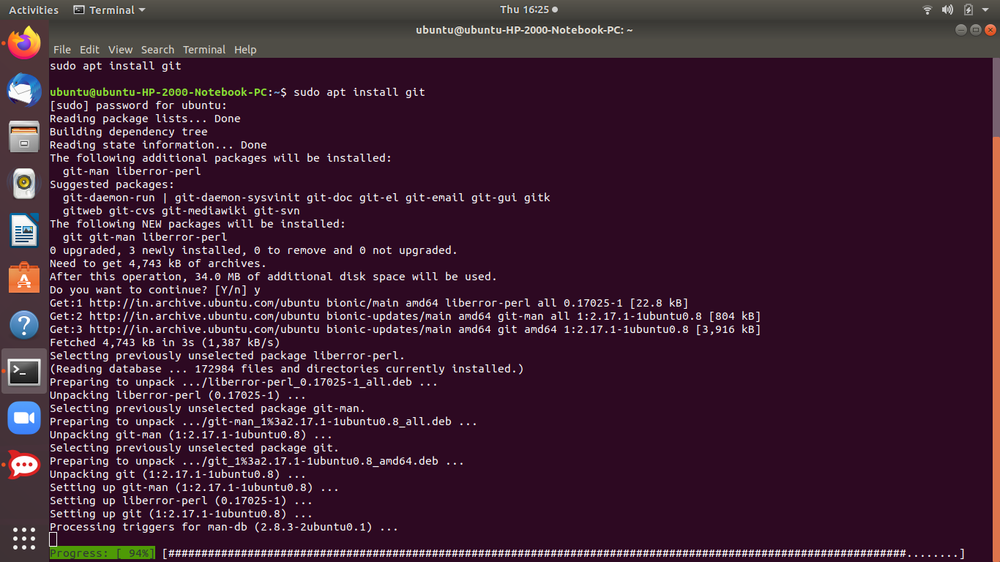 Activities Terminal Thu 16:25
ubuntu@ubuntu-HP-2000-Notebook-PC: ~
File Edit View Search Terminal Help
sudo apt install git
ubuntu@ubuntu-HP-2000-Notebook-PC:~$ sudo apt install git
[sudo] password for ubuntu:
Reading package lists... Done
Building dependency tree
Reading state information... Done
The following additional packages will be installed:
  git-man liberror-perl
Suggested packages:
  git-daemon-run | git-daemon-sysvinit git-doc git-el git-email git-gui gitk
  gitweb git-cvs git-mediawiki git-svn
The following NEW packages will be installed:
  git git-man liberror-perl
0 upgraded, 3 newly installed, 0 to remove and 0 not upgraded.
Need to get 4,743 kB of archives.
After this operation, 34.0 MB of additional disk space will be used.
Do you want to continue? [Y/n] y
Get:1 http://in.archive.ubuntu.com/ubuntu bionic/main amd64 liberror-perl all 0.17025-1 [22.8 kB]
Get:2 http://in.archive.ubuntu.com/ubuntu bionic-updates/main amd64 git-man all 1:2.17.1-1ubuntu0.8 [804 kB]
Get:3 http://in.archive.ubuntu.com/ubuntu bionic-updates/main amd64 git amd64 1:2.17.1-1ubuntu0.8 [3,916 kB]
Fetched 4,743 kB in 3s (1,387 kB/s)
Selecting previously unselected package liberror-perl.
(Reading database ... 172984 files and directories currently installed.)
Preparing to unpack .../liberror-perl_0.17025-1_all.deb ...
Unpacking liberror-perl (0.17025-1) ...
Selecting previously unselected package git-man.
Preparing to unpack .../git-man_1%3a2.17.1-1ubuntu0.8_all.deb ...
Unpacking git-man (1:2.17.1-1ubuntu0.8) ...
Selecting previously unselected package git.
Preparing to unpack .../git_1%3a2.17.1-1ubuntu0.8_amd64.deb ...
Unpacking git (1:2.17.1-1ubuntu0.8) ...
Setting up git-man (1:2.17.1-1ubuntu0.8) ...
Setting up liberror-perl (0.17025-1) ...
Setting up git (1:2.17.1-1ubuntu0.8) ...
Processing triggers for man-db (2.8.3-2ubuntu0.1) ...
Progress: [ 94%] [################################################################################################################........]